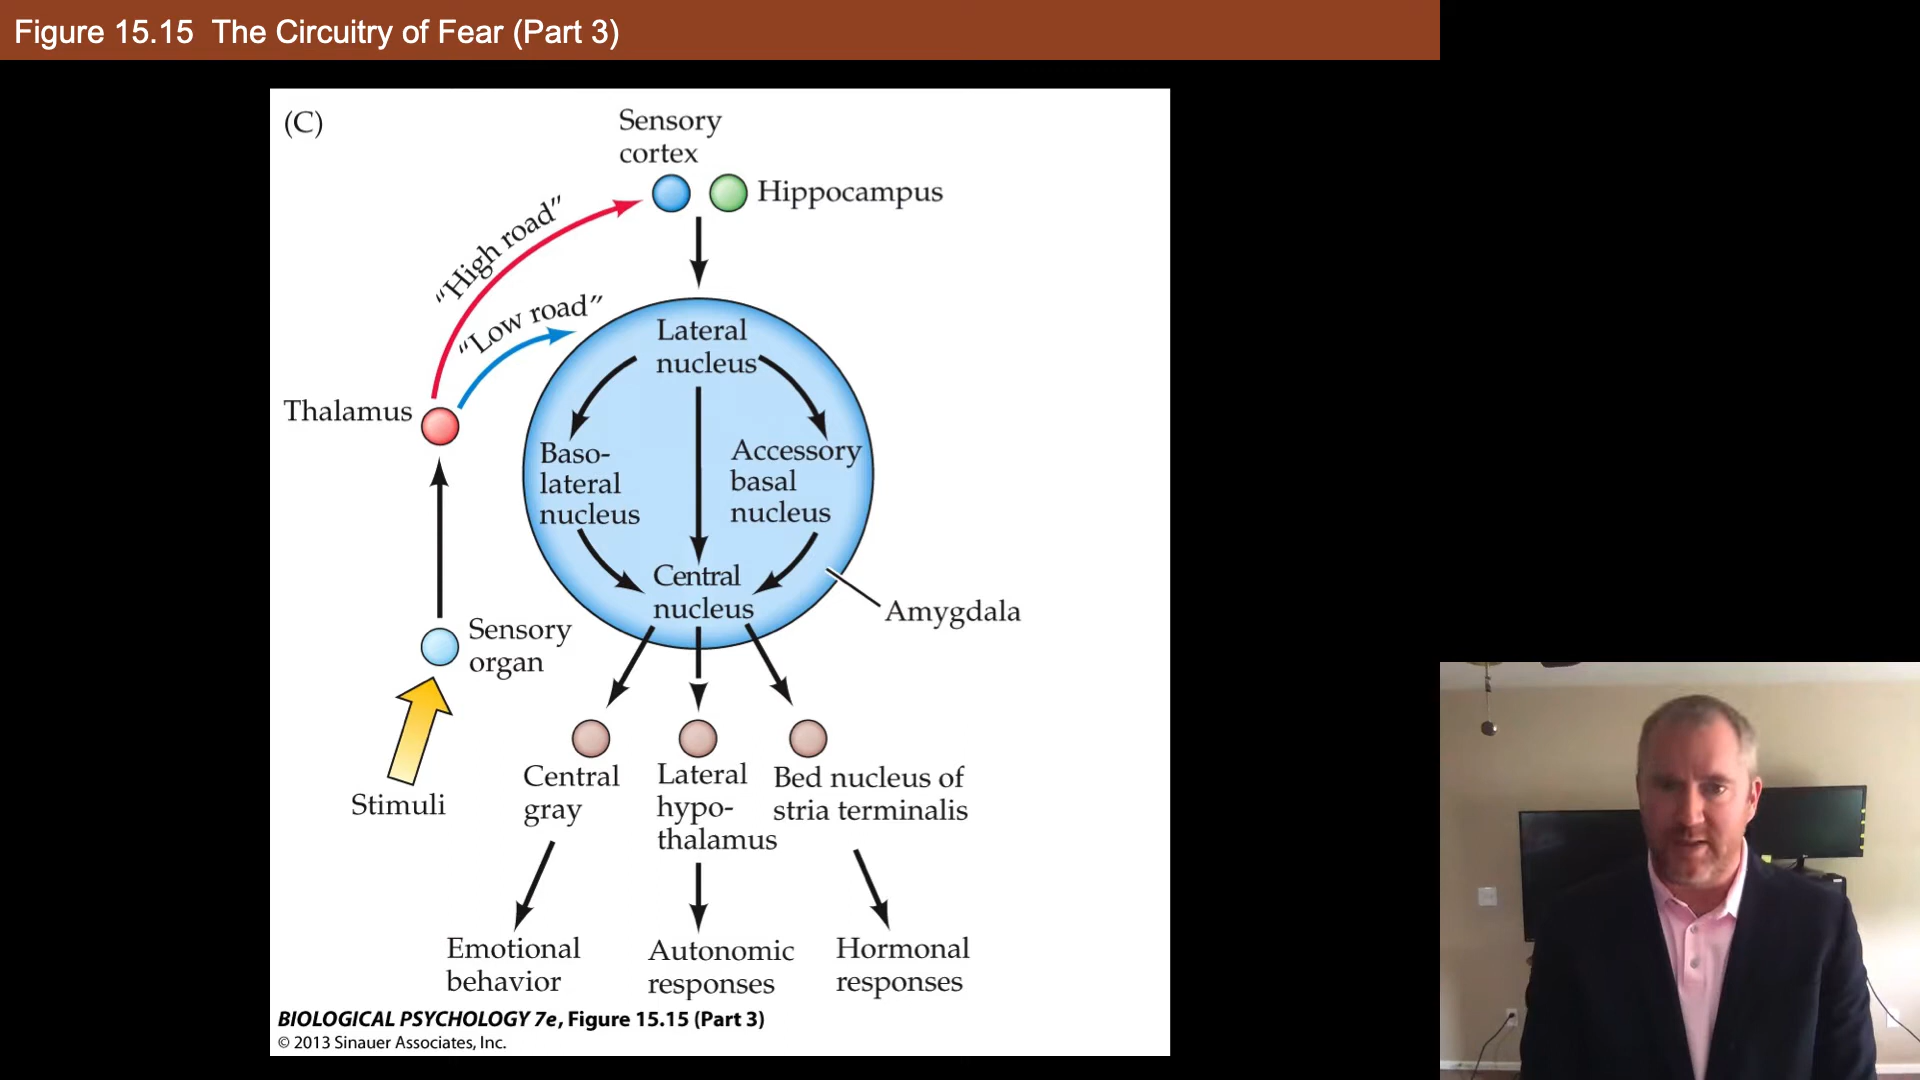 Figure 15.15 The Circuitry of Fear (Part 3)
(C)
Sensory
cortex
Hippocampus
"High road"
"Low road"
Lateral
nucleus
Thalamus
Baso-
lateral
nucleus
Accessory
basal
nucleus
Central
nucleus
Amygdala
Sensory
organ
Stimuli
Central
gray
Lateral
hypo-
thalamus
Bed nucleus of
stria terminalis
Emotional
behavior
Autonomic
responses
Hormonal
responses
BIOLOGICAL PSYCHOLOGY 7e, Figure 15.15 (Part 3)
© 2013 Sinauer Associates, Inc.